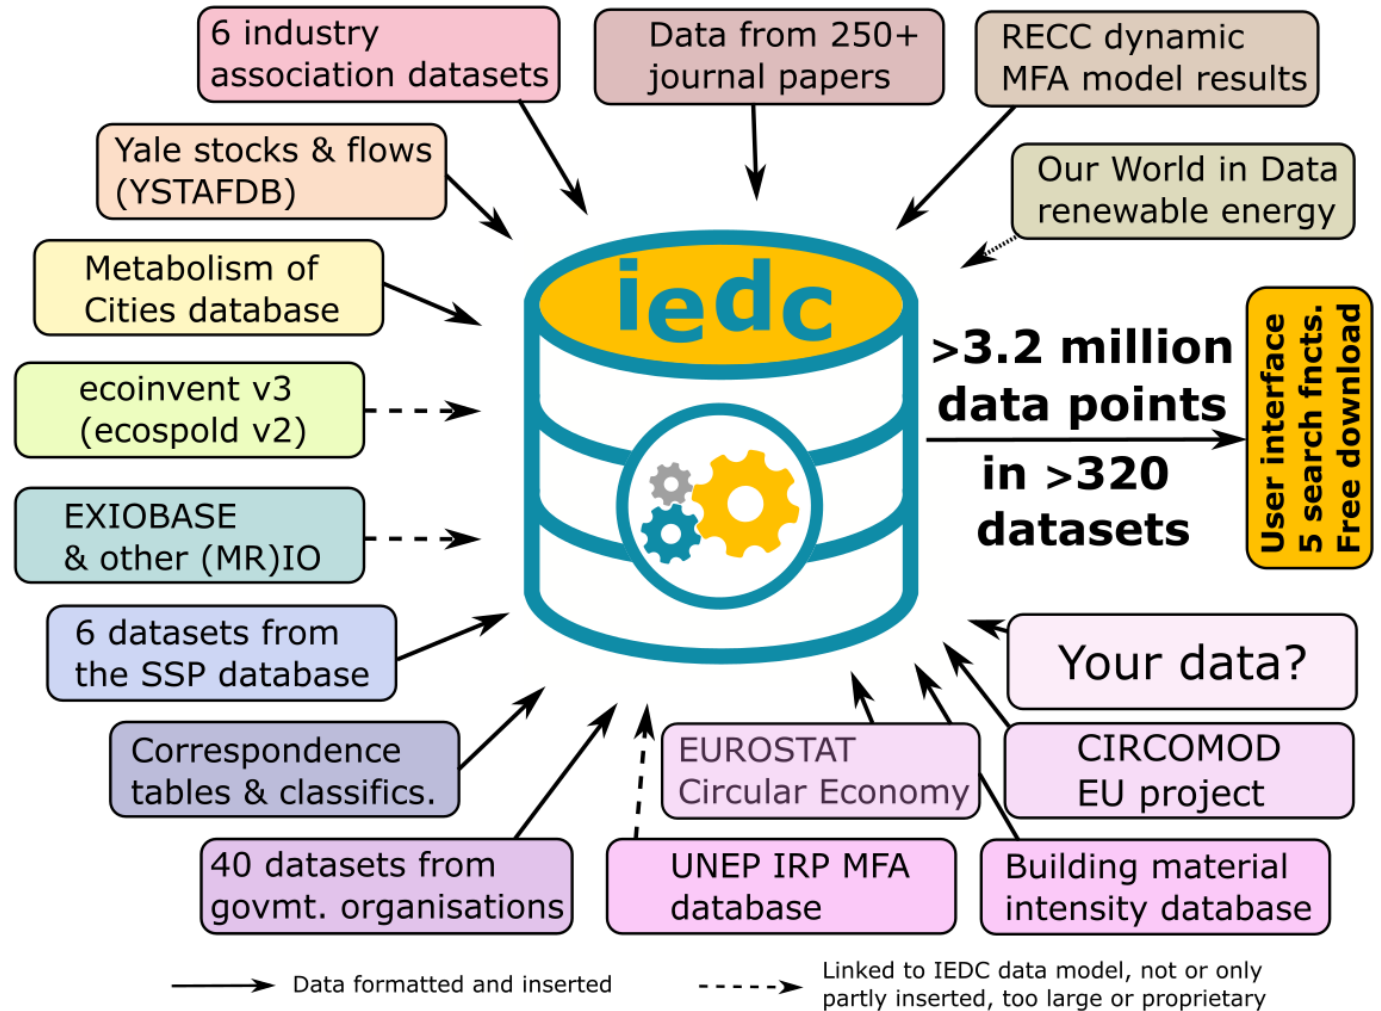 6 industry
association datasets
Data from 250+
journal papers
RECC dynamic
MFA model results
Yale stocks & flows
(YSTAFDB)
Our World in Data
renewable energy
Metabolism of
Cities database
iedc
ecoinvent v3
(ecospold v2)
>3.2 million
data points
in >320
datasets
User interface
5 search fncts.
Free download
EXIOBASE
& other (MR)IO
6 datasets from
the SSP database
Your data?
Correspondence
tables & classifics.
EUROSTAT
Circular Economy
CIRCOMOD
EU project
40 datasets from
govmt. organisations
UNEP IRP MFA
database
Building material
intensity database
Data formatted and inserted
Linked to IEDC data model, not or only
partly inserted, too large or proprietary